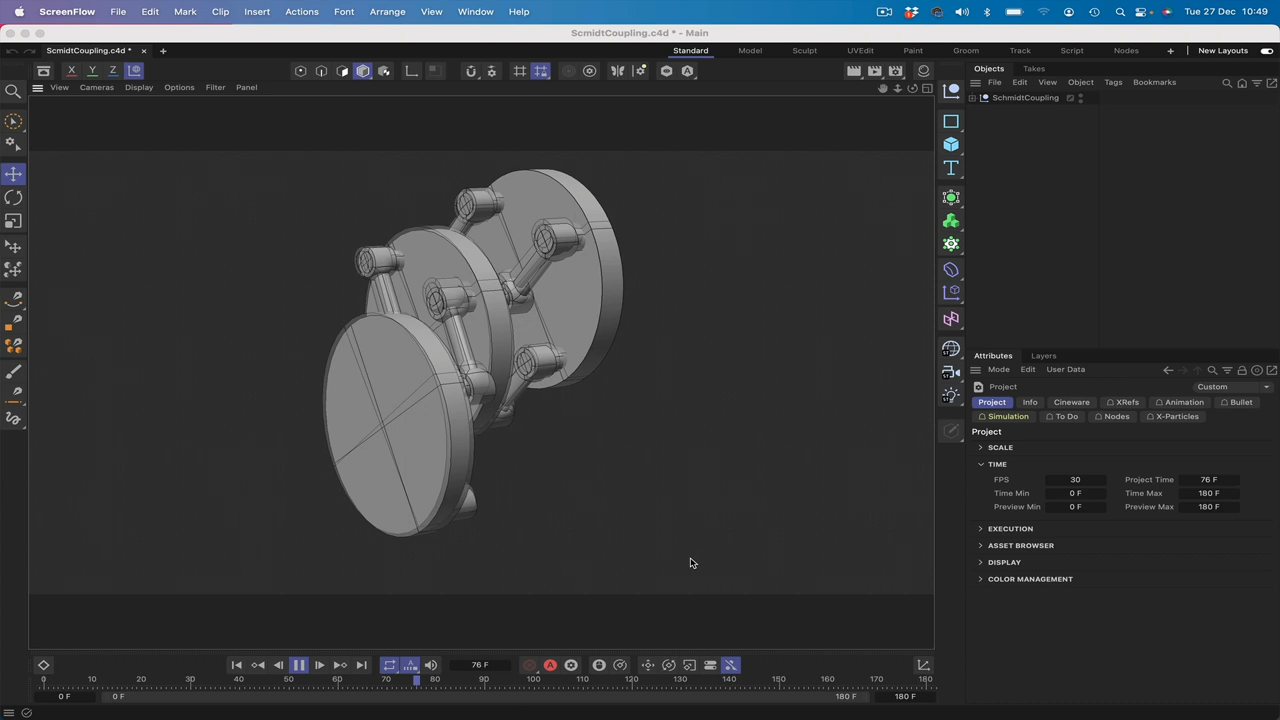 ScreenFlow File Edit Mark Clip Insert Actions Font Arrange View Window Help Tue 27 Dec 10:49
ScmidtCoupling.c4d * - Main
ScmidtCoupling.c4d * Standard Model Sculpt UVEdit Paint Groom Track Script Nodes New Layouts
X Y Z
Objects Takes
View Cameras Display Options Filter Panel
File Edit View Object Tags Bookmarks
SchmidtCoupling
Attributes Layers
Mode Edit User Data
Project Custom
Project Info Cineware XRefs Animation Bullet
Simulation To Do Nodes X-Particles
Project
SCALE
TIME
FPS 30 Project Time 76 F
Time Min 0 F Time Max 180 F
Preview Min 0 F Preview Max 180 F
EXECUTION
ASSET BROWSER
DISPLAY
COLOR MANAGEMENT
76 F
0 10 20 30 40 50 60 70 80 90 100 110 120 130 140 150 160 170 180
0 F 0 F 180 F 180 F